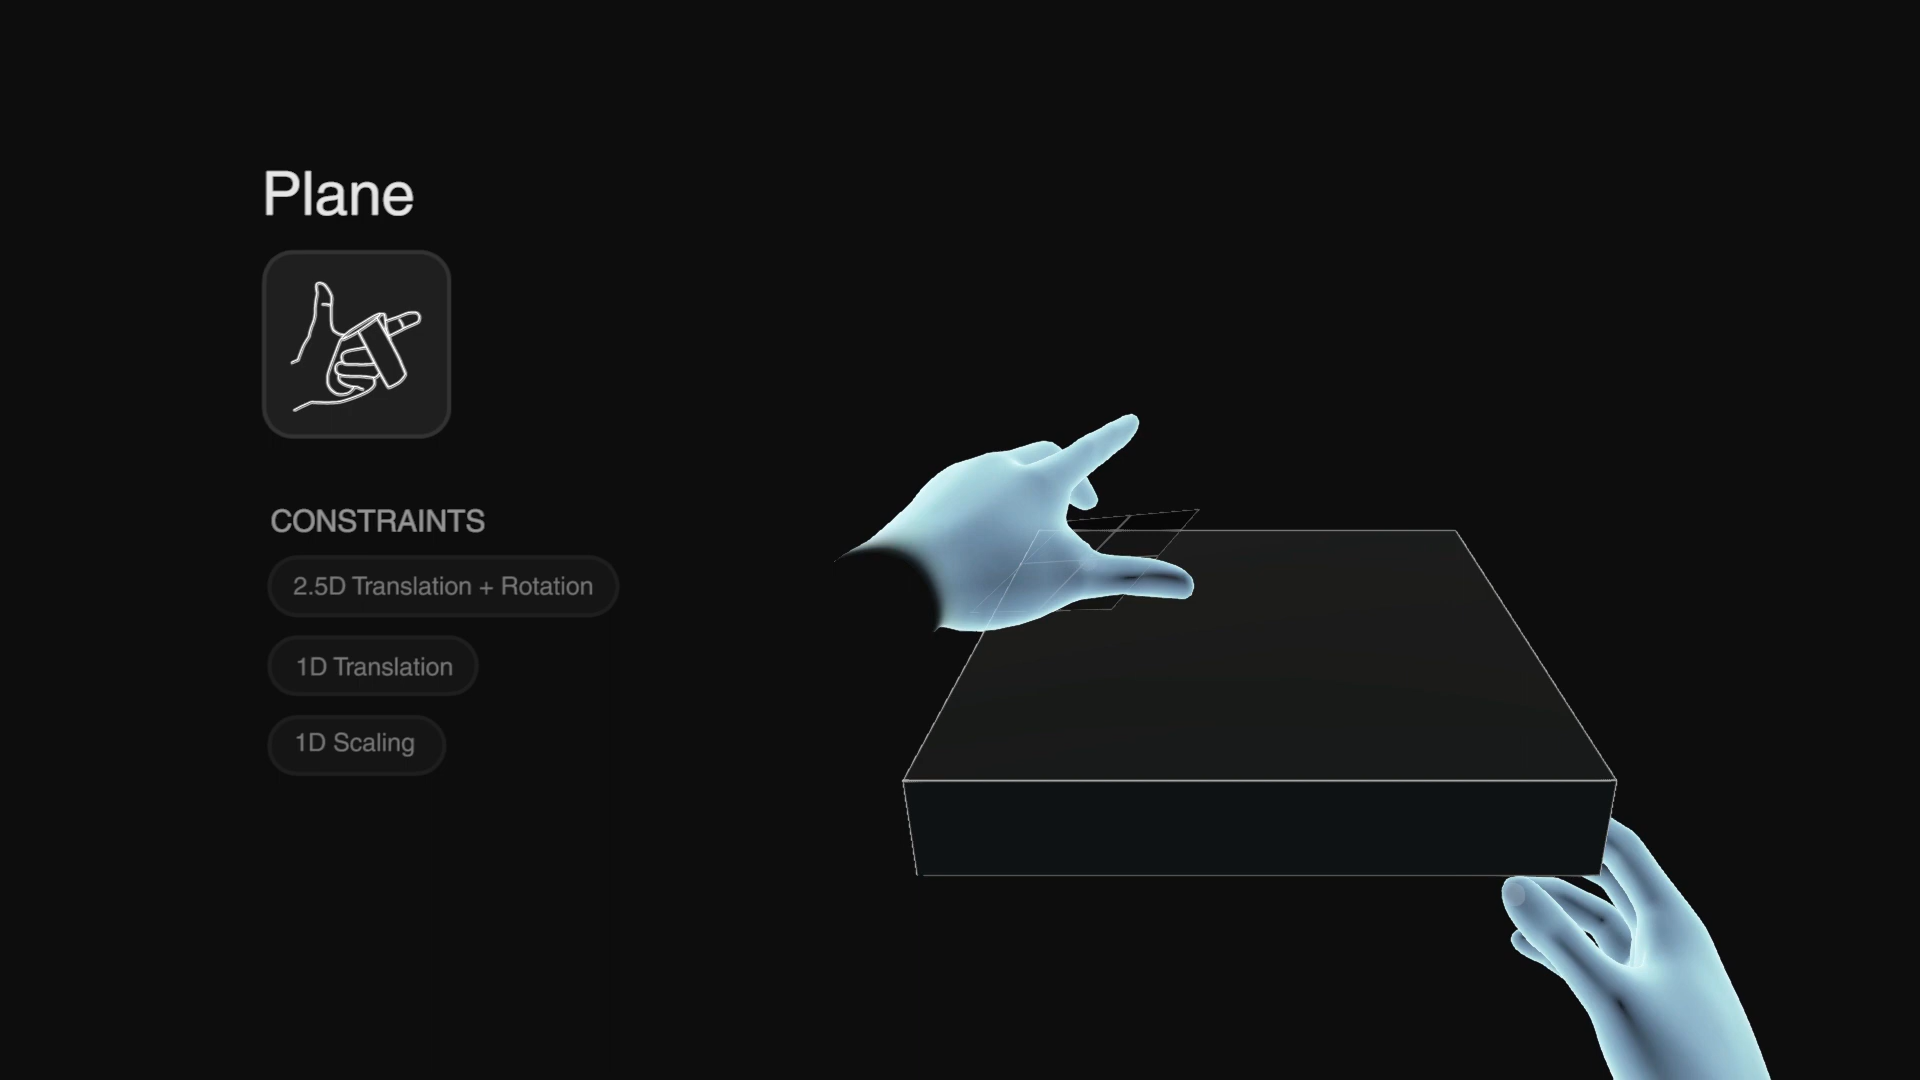 Plane
CONSTRAINTS
2.5D Translation + Rotation
1D Translation
1D Scaling